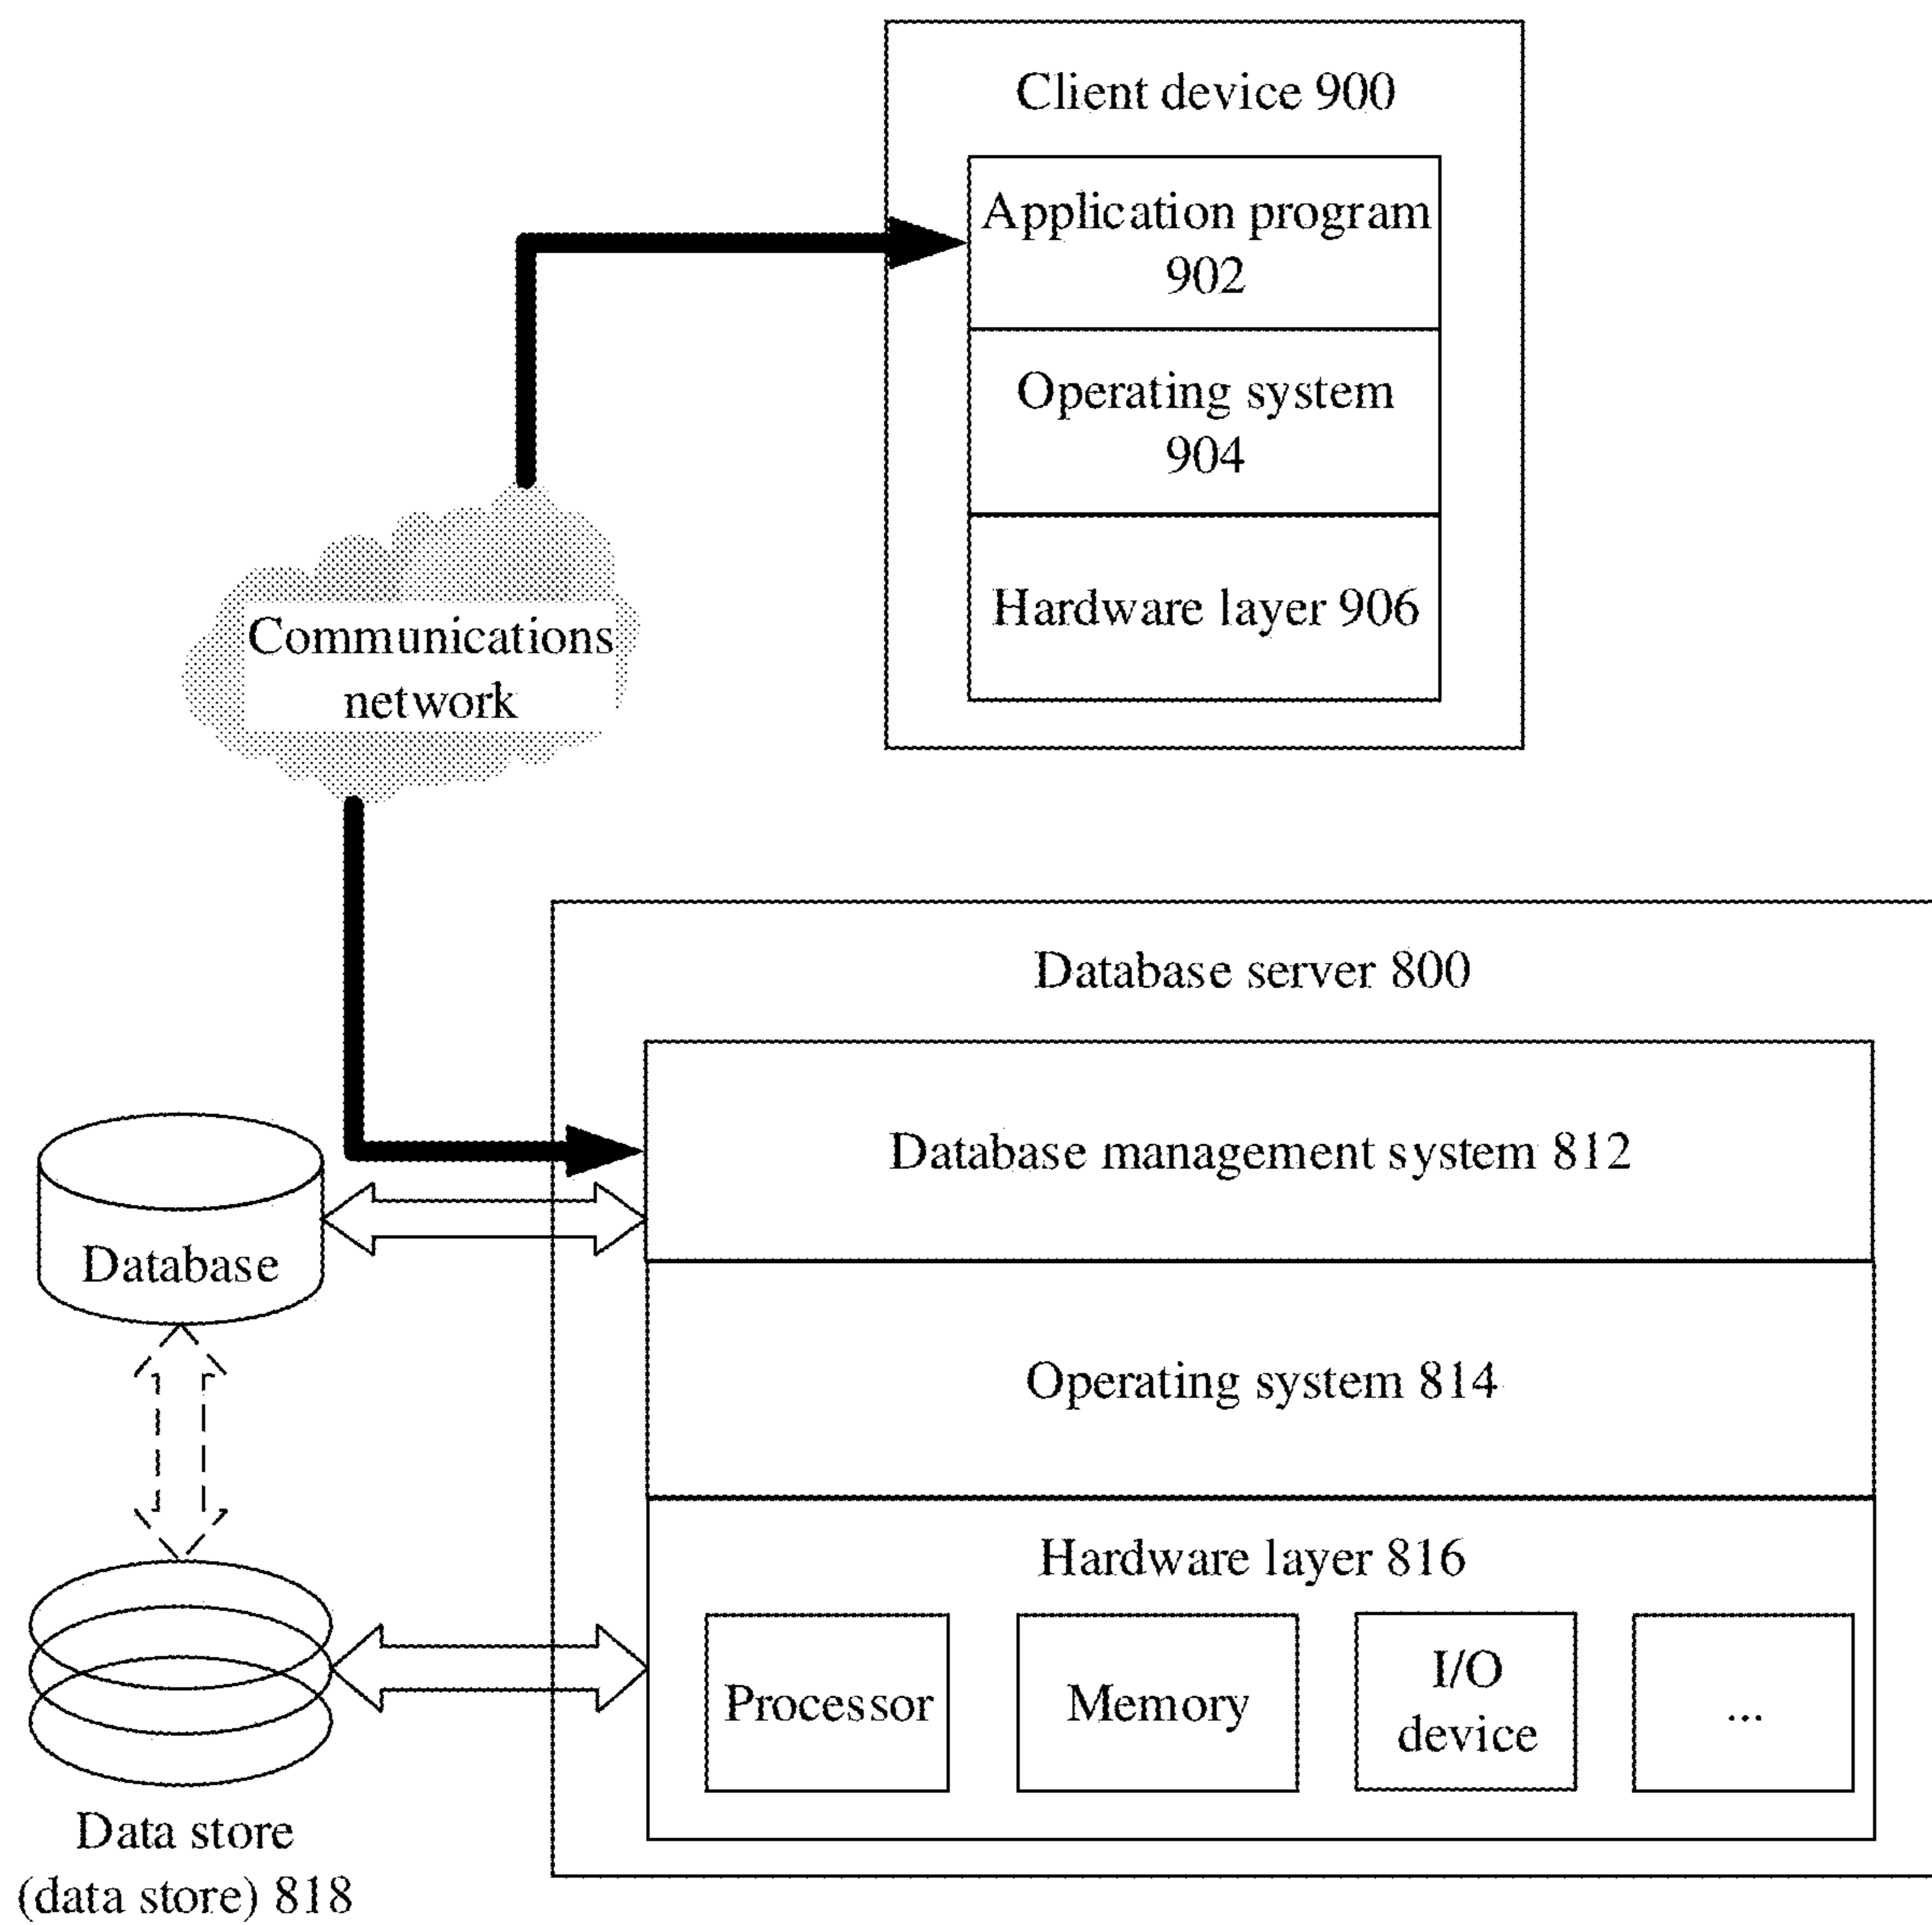 Client device 900
Application program
902
Operating system
904
Hardware layer 906
Communications
network
Database server 800
Database management system 812
Database
Operating system 814
Hardware layer 816
Processor
Memory
I/O
device
...
Data store
(data store) 818